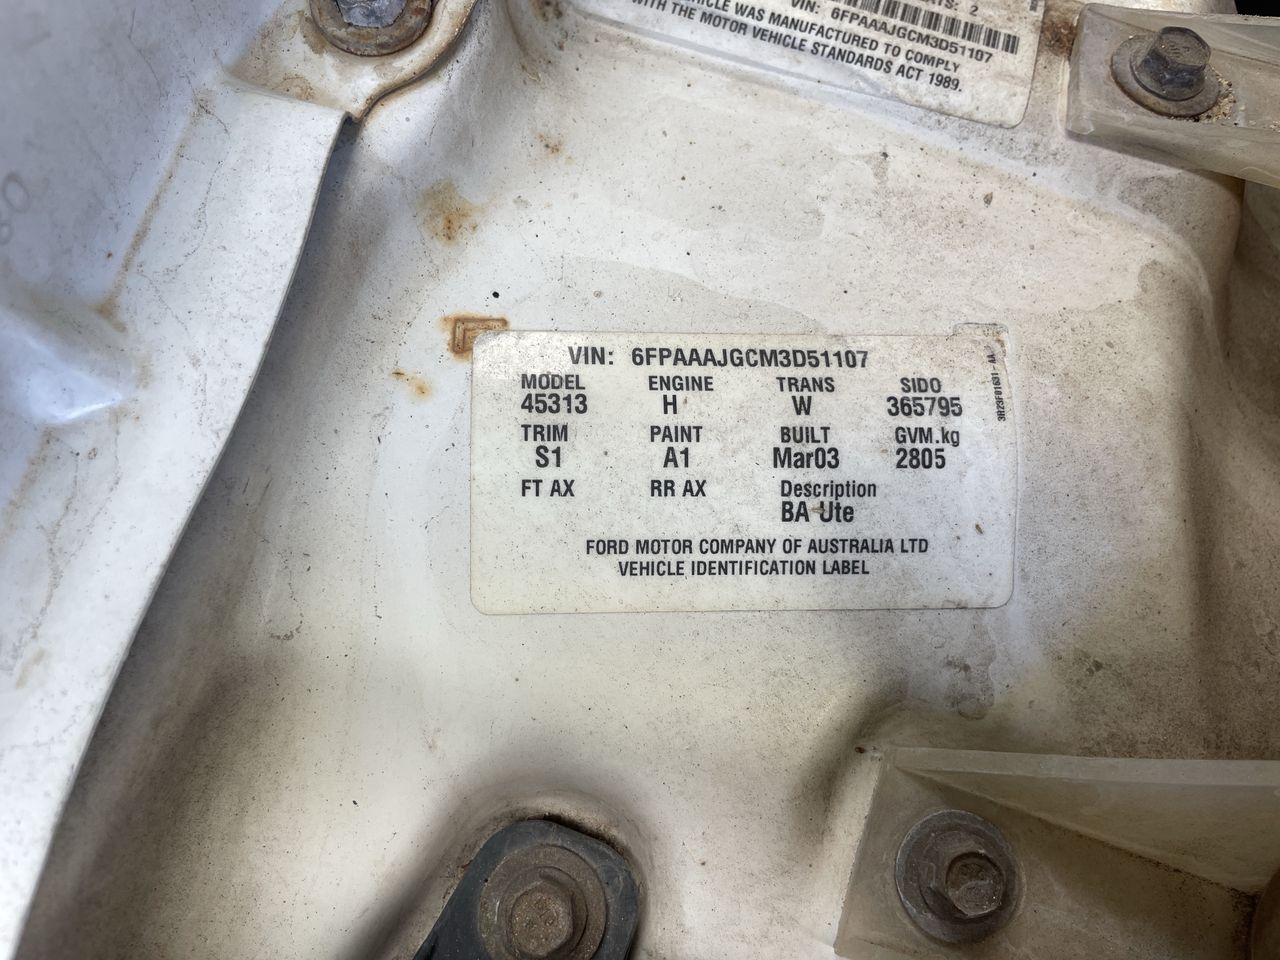 VIN: 6FPAAAJGCM3D51107
VEHICLE WAS MANUFACTURED TO COMPLY
WITH THE MOTOR VEHICLE STANDARDS ACT 1989.
VIN: 6FPAAAJGCM3D51107
MODEL ENGINE TRANS SIDO
45313 H W 365795
TRIM PAINT BUILT GVM.kg
S1 A1 Mar03 2805
FT AX RR AX Description
BA Ute
FORD MOTOR COMPANY OF AUSTRALIA LTD
VEHICLE IDENTIFICATION LABEL